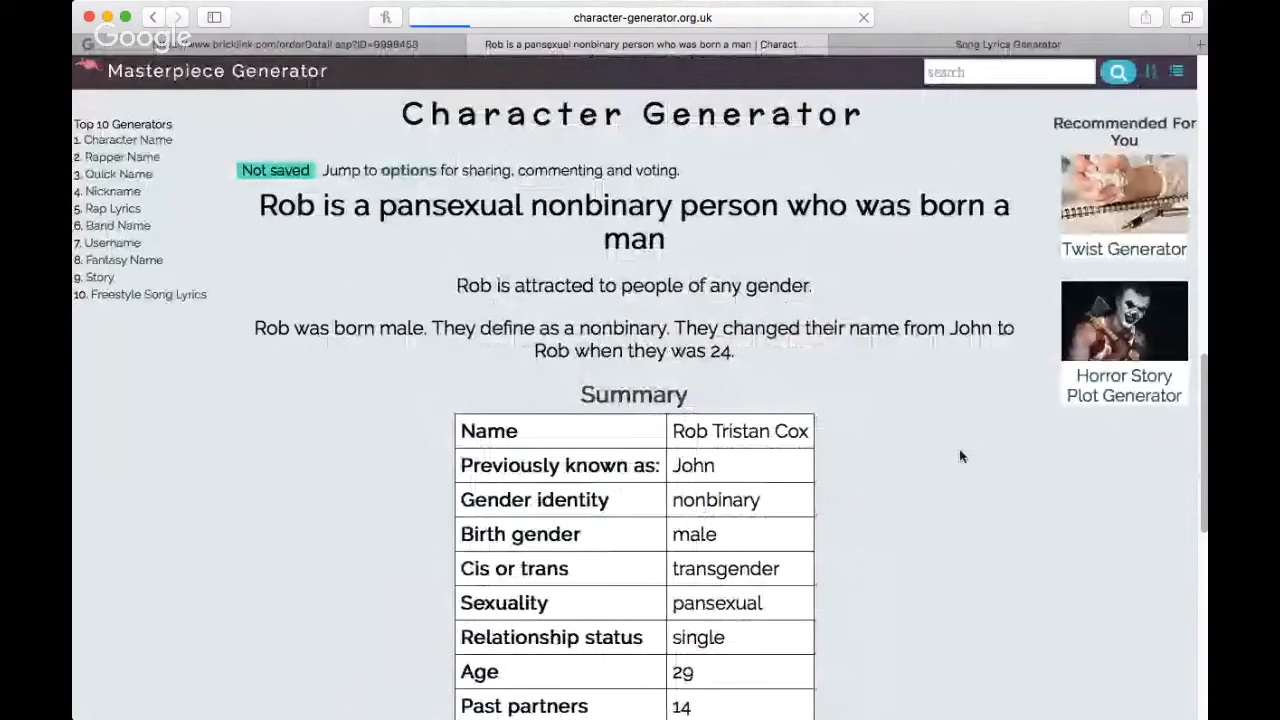 character-generator.org.uk
Google
www.bricklink.com/orderDetail.asp?ID=9998453
Rob is a pansexual nonbinary person who was born a man | Charact...
Song Lyrics Generator
Masterpiece Generator
search
Character Generator
Top 10 Generators
1. Character Name
2. Rapper Name
3. Quick Name
4. Nickname
5. Rap Lyrics
6. Band Name
7. Username
8. Fantasy Name
9. Story
10. Freestyle Song Lyrics
Not saved Jump to options for sharing, commenting and voting.
Rob is a pansexual nonbinary person who was born a
man
Rob is attracted to people of any gender.
Rob was born male. They define as a nonbinary. They changed their name from John to
Rob when they was 24.
Summary
Name Rob Tristan Cox
Previously known as: John
Gender identity nonbinary
Birth gender male
Cis or trans transgender
Sexuality pansexual
Relationship status single
Age 29
Past partners 14
Recommended For
You
Twist Generator
Horror Story
Plot Generator